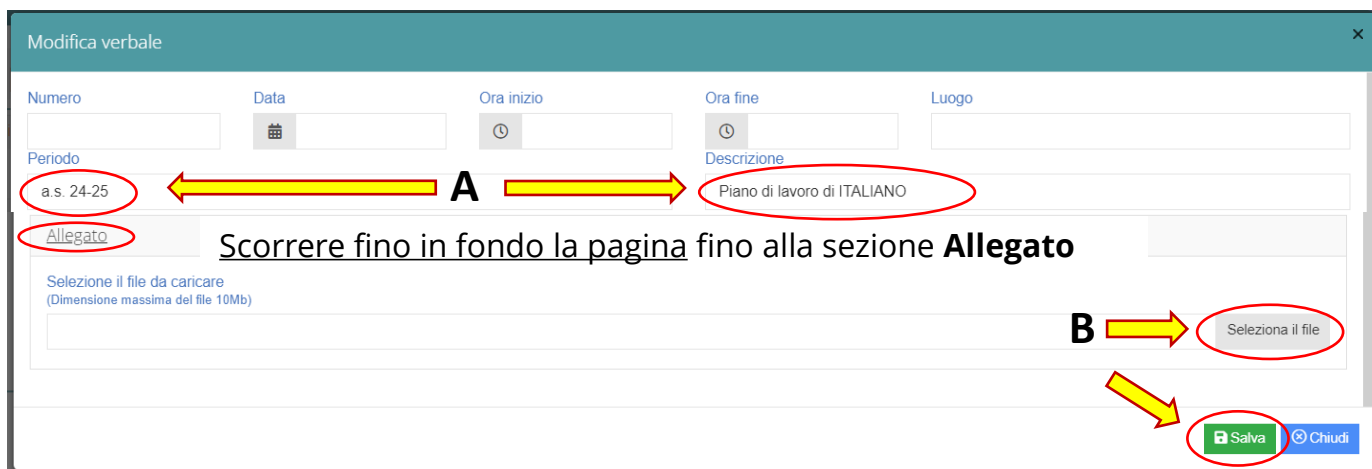 Modifica verbale ×
Numero Data Ora inizio Ora fine Luogo
Periodo Descrizione
a.s. 24-25 A Piano di lavoro di ITALIANO
Allegato
Scorrere fino in fondo la pagina fino alla sezione Allegato
Selezione il file da caricare
(Dimensione massima del file 10Mb)
B Seleziona il file
Salva Chiudi